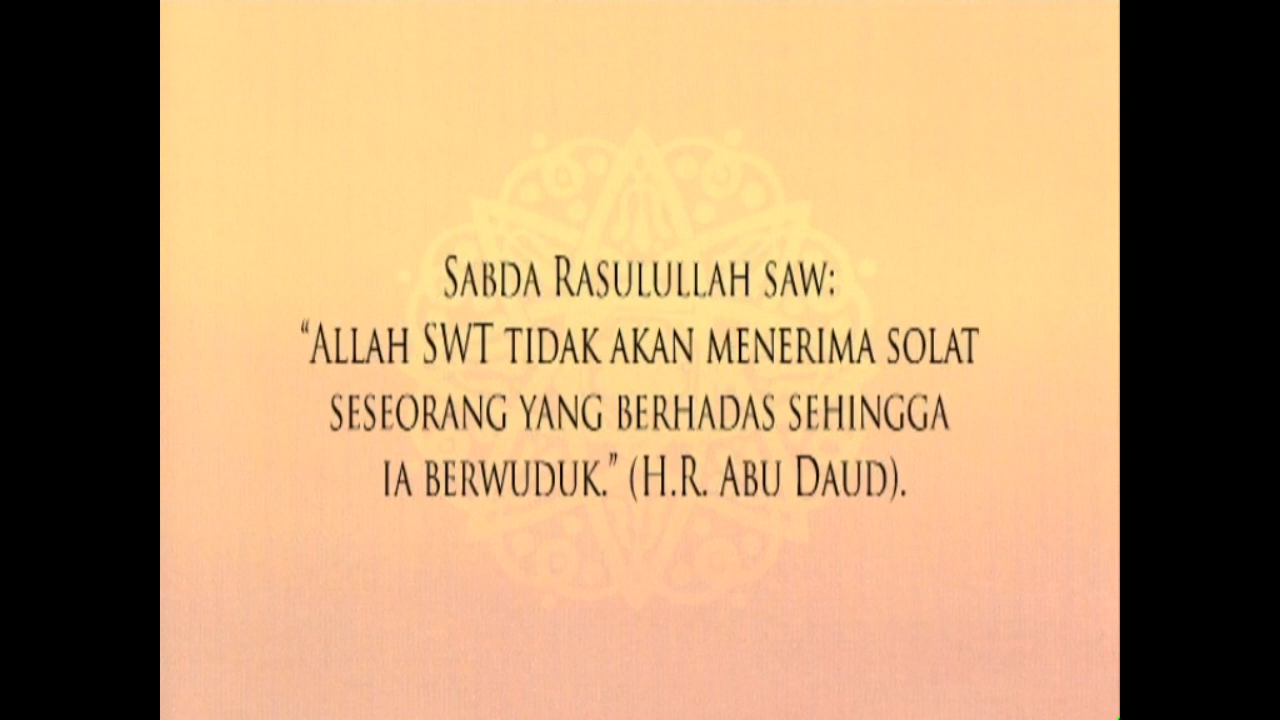 Sabda Rasulullah saw:
“Allah SWT tidak akan menerima solat
seseorang yang berhadas sehingga
ia berwuduk.” (H.R. Abu Daud).